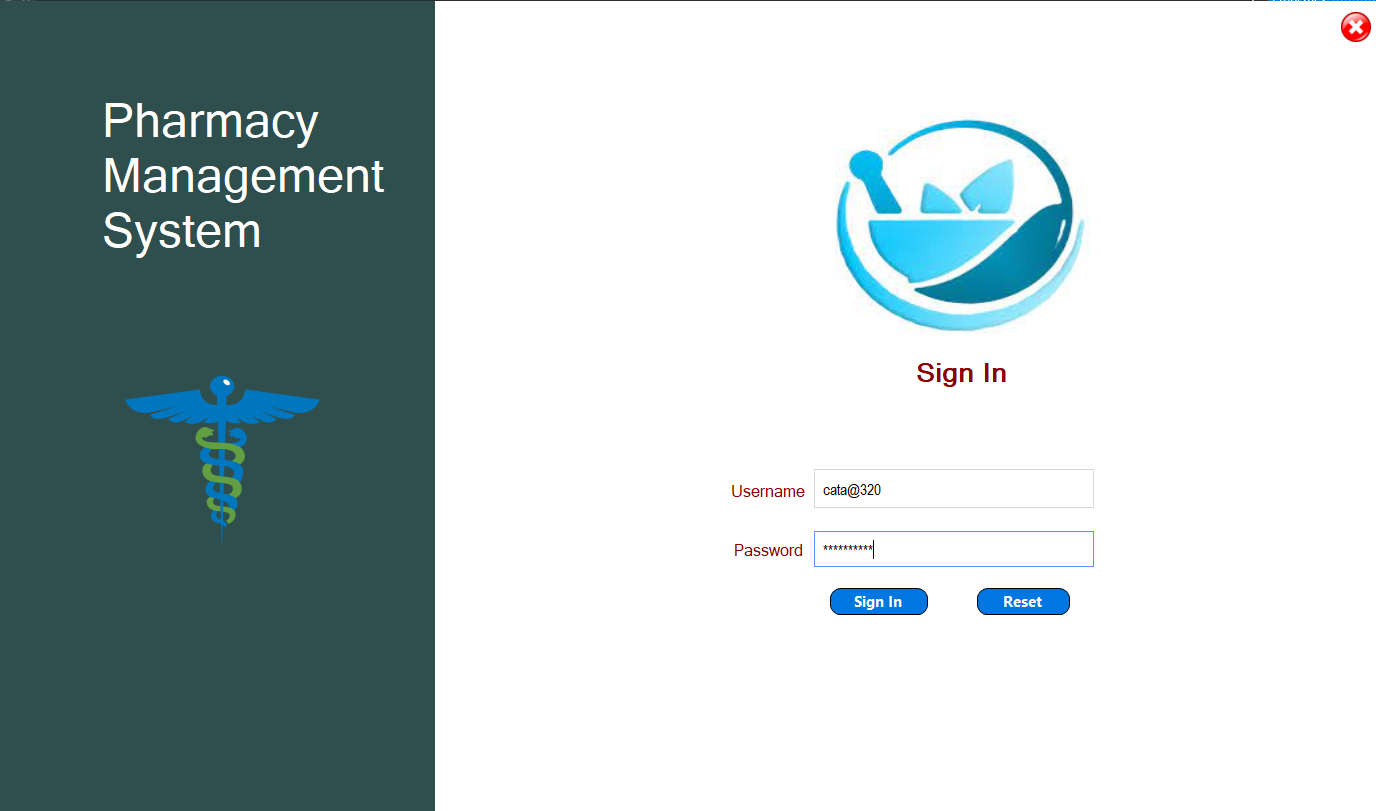 Pharmacy
Management
System
Sign In
Username cata@320
Password **********
Sign In Reset